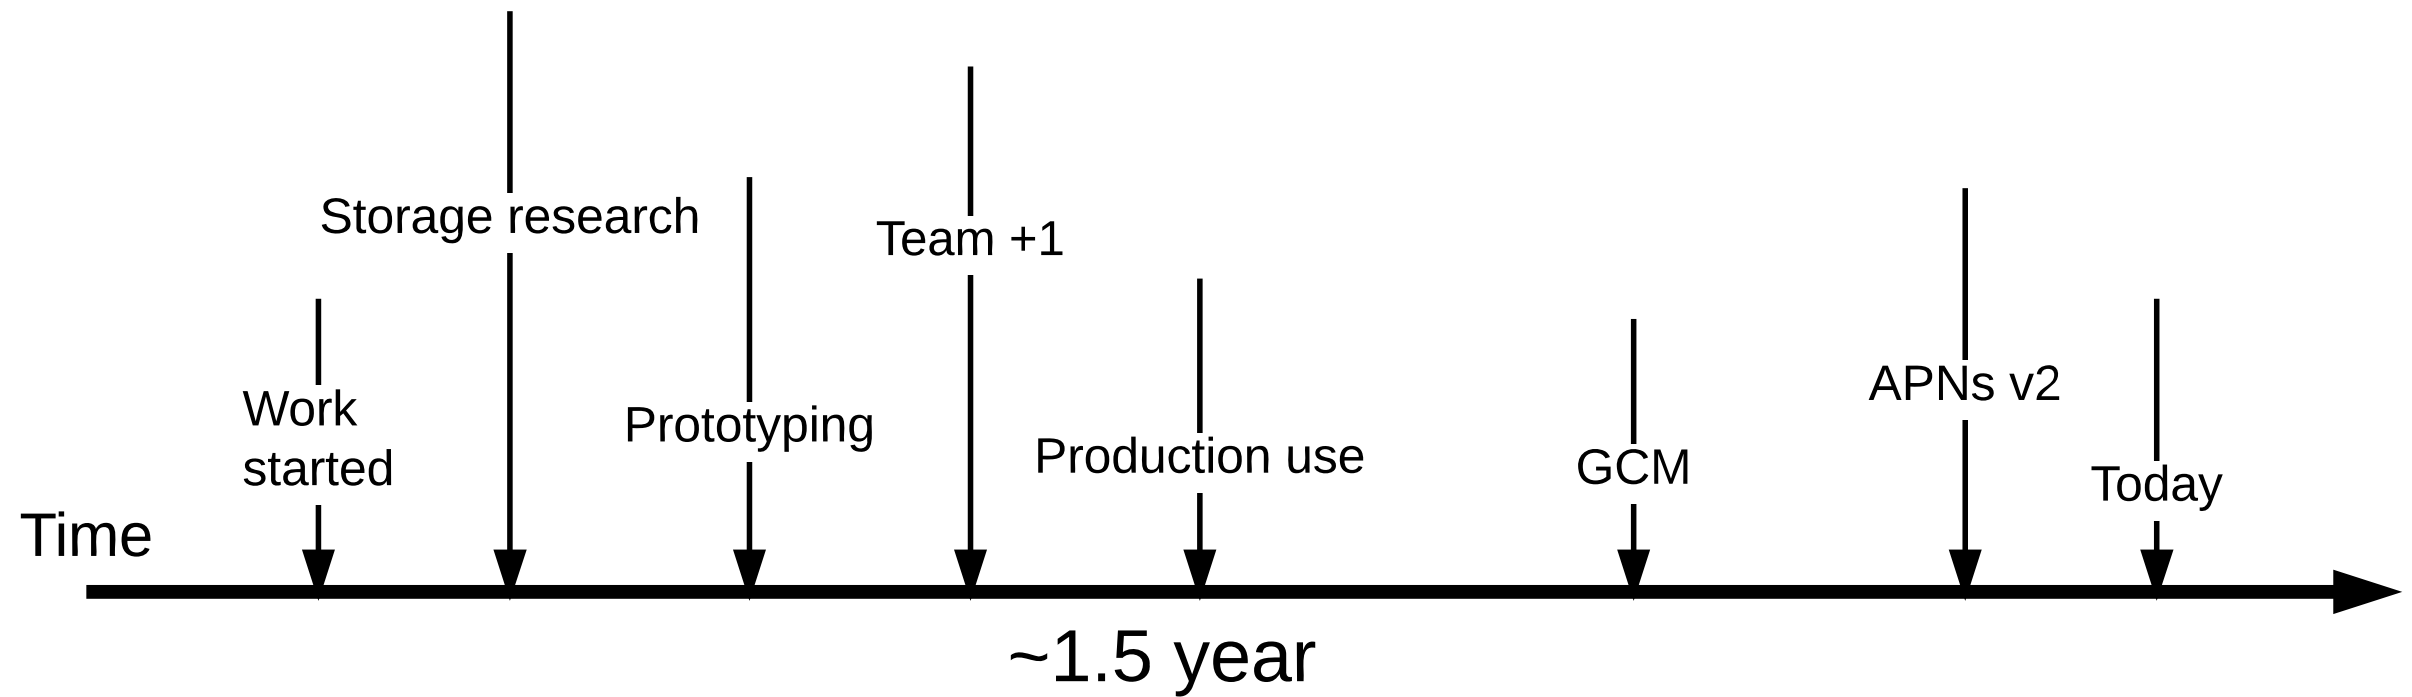 Storage research
Team +1
Work
started
Prototyping
Production use
GCM
APNs v2
Today
Time
~1.5 year